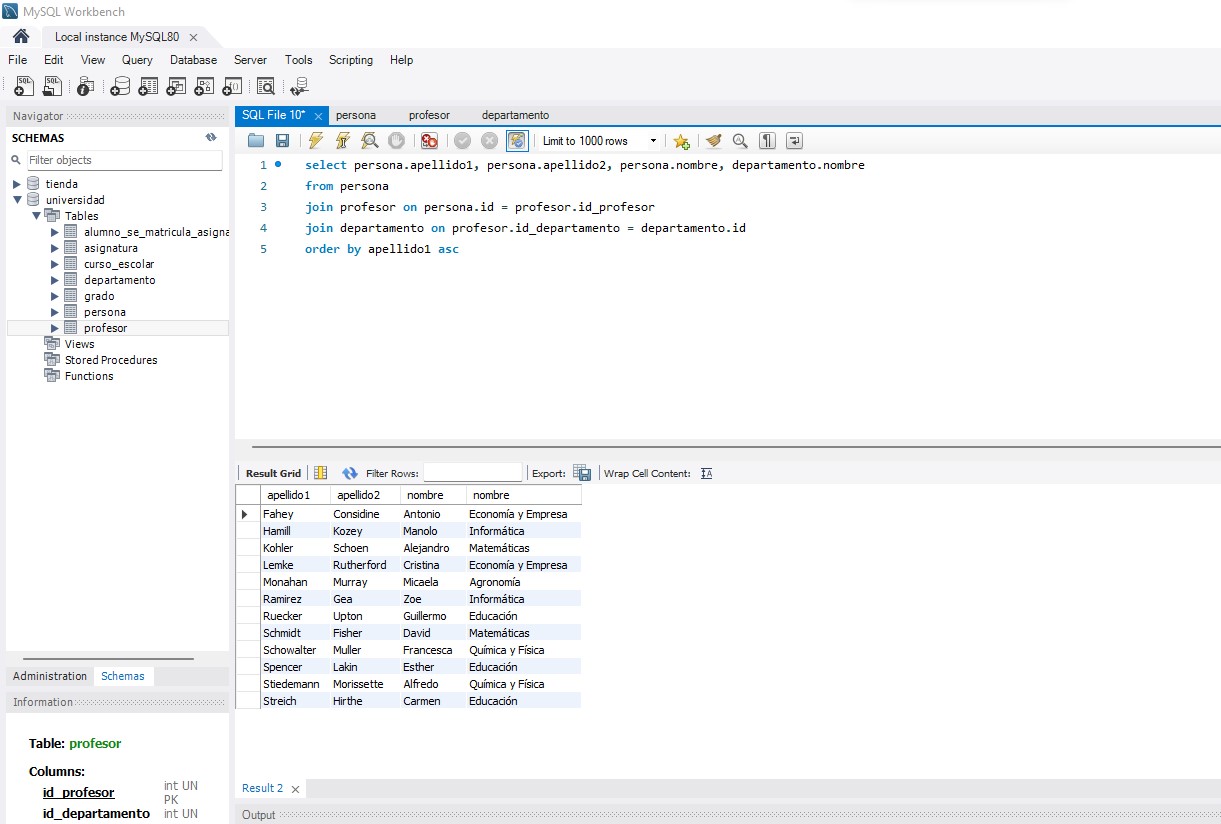 MySQL Workbench
Local instance MySQL80
File Edit View Query Database Server Tools Scripting Help
Navigator
SCHEMAS
Filter objects
tienda
universidad
Tables
alumno_se_matricula_asigna
asignatura
curso_escolar
departamento
grado
persona
profesor
Views
Stored Procedures
Functions
Administration Schemas
Information
Table: profesor
Columns:
id_profesor int UN
PK
id_departamento int UN
SQL File 10* persona profesor departamento
Limit to 1000 rows
1 select persona.apellido1, persona.apellido2, persona.nombre, departamento.nombre
2 from persona
3 join profesor on persona.id = profesor.id_profesor
4 join departamento on profesor.id_departamento = departamento.id
5 order by apellido1 asc
Result Grid Filter Rows: Export: Wrap Cell Content:
apellido1 apellido2 nombre nombre
Fahey Considine Antonio Economía y Empresa
Hamill Kozey Manolo Informática
Kohler Schoen Alejandro Matemáticas
Lemke Rutherford Cristina Economía y Empresa
Monahan Murray Micaela Agronomía
Ramirez Gea Zoe Informática
Ruecker Upton Guillermo Educación
Schmidt Fisher David Matemáticas
Schowalter Muller Francesca Química y Física
Spencer Lakin Esther Educación
Stiedemann Morissette Alfredo Química y Física
Streich Hirthe Carmen Educación
Result 2
Output